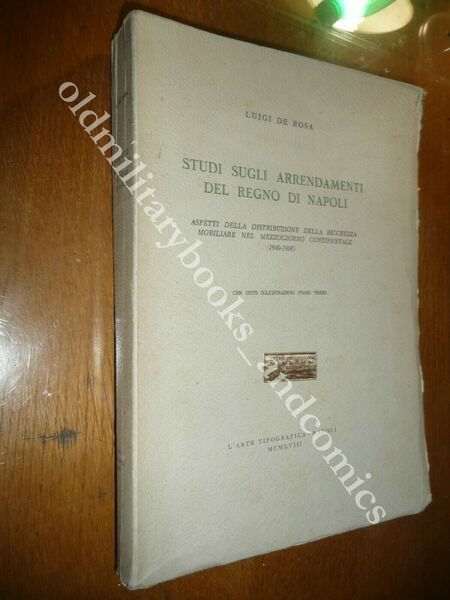 LUIGI DE ROSA
STUDI SUGLI ARRENDAMENTI
DEL REGNO DI NAPOLI
ASPETTI DELLA DISTRIBUZIONE DELLA RICCHEZZA
MOBILIARE NEL MEZZOGIORNO CONTINENTALE
(1649-1806)
CON OTTO ILLUSTRAZIONI FUORI TESTO
L'ARTE TIPOGRAFICA - NAPOLI
MCMLVIII
oldmilitarybooks_andcomics